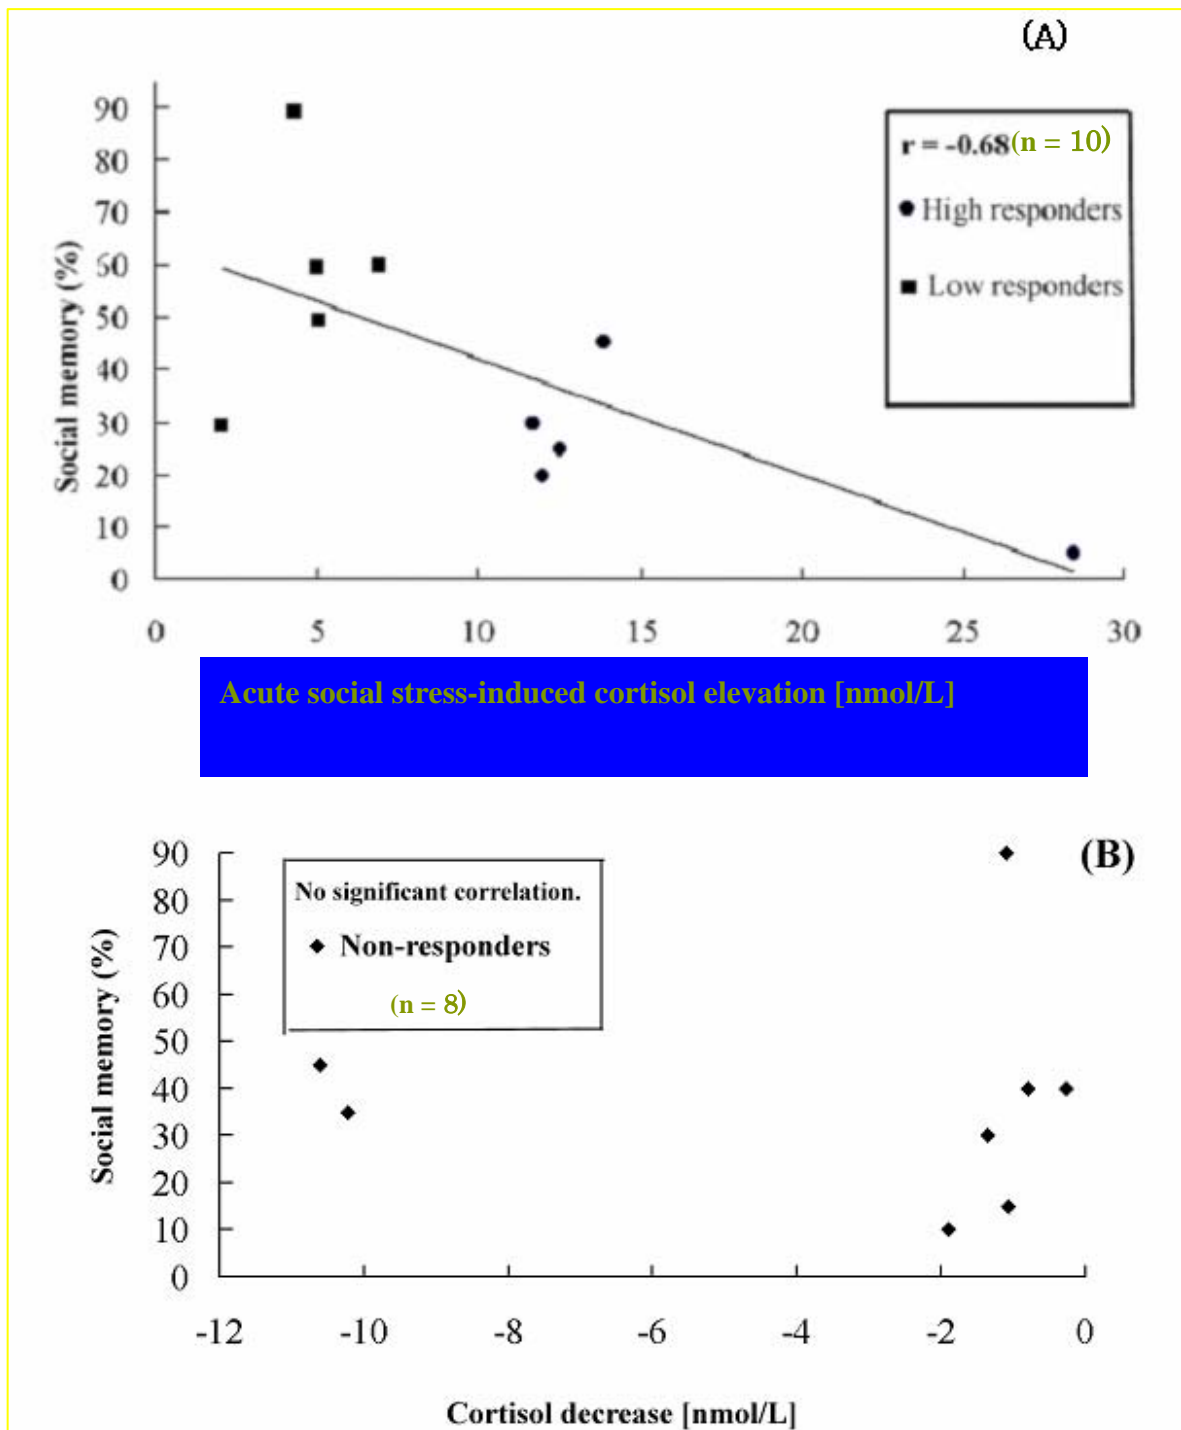 (A)
90
80
70
60
50
40
30
20
10
0
Social memory (%)
r = -0.68(n = 10)
High responders
Low responders
0 5 10 15 20 25 30
Acute social stress-induced cortisol elevation [nmol/L]
(B)
90
80
70
60
50
40
30
20
10
0
Social memory (%)
No significant correlation.
Non-responders
(n = 8)
-12 -10 -8 -6 -4 -2 0
Cortisol decrease [nmol/L]